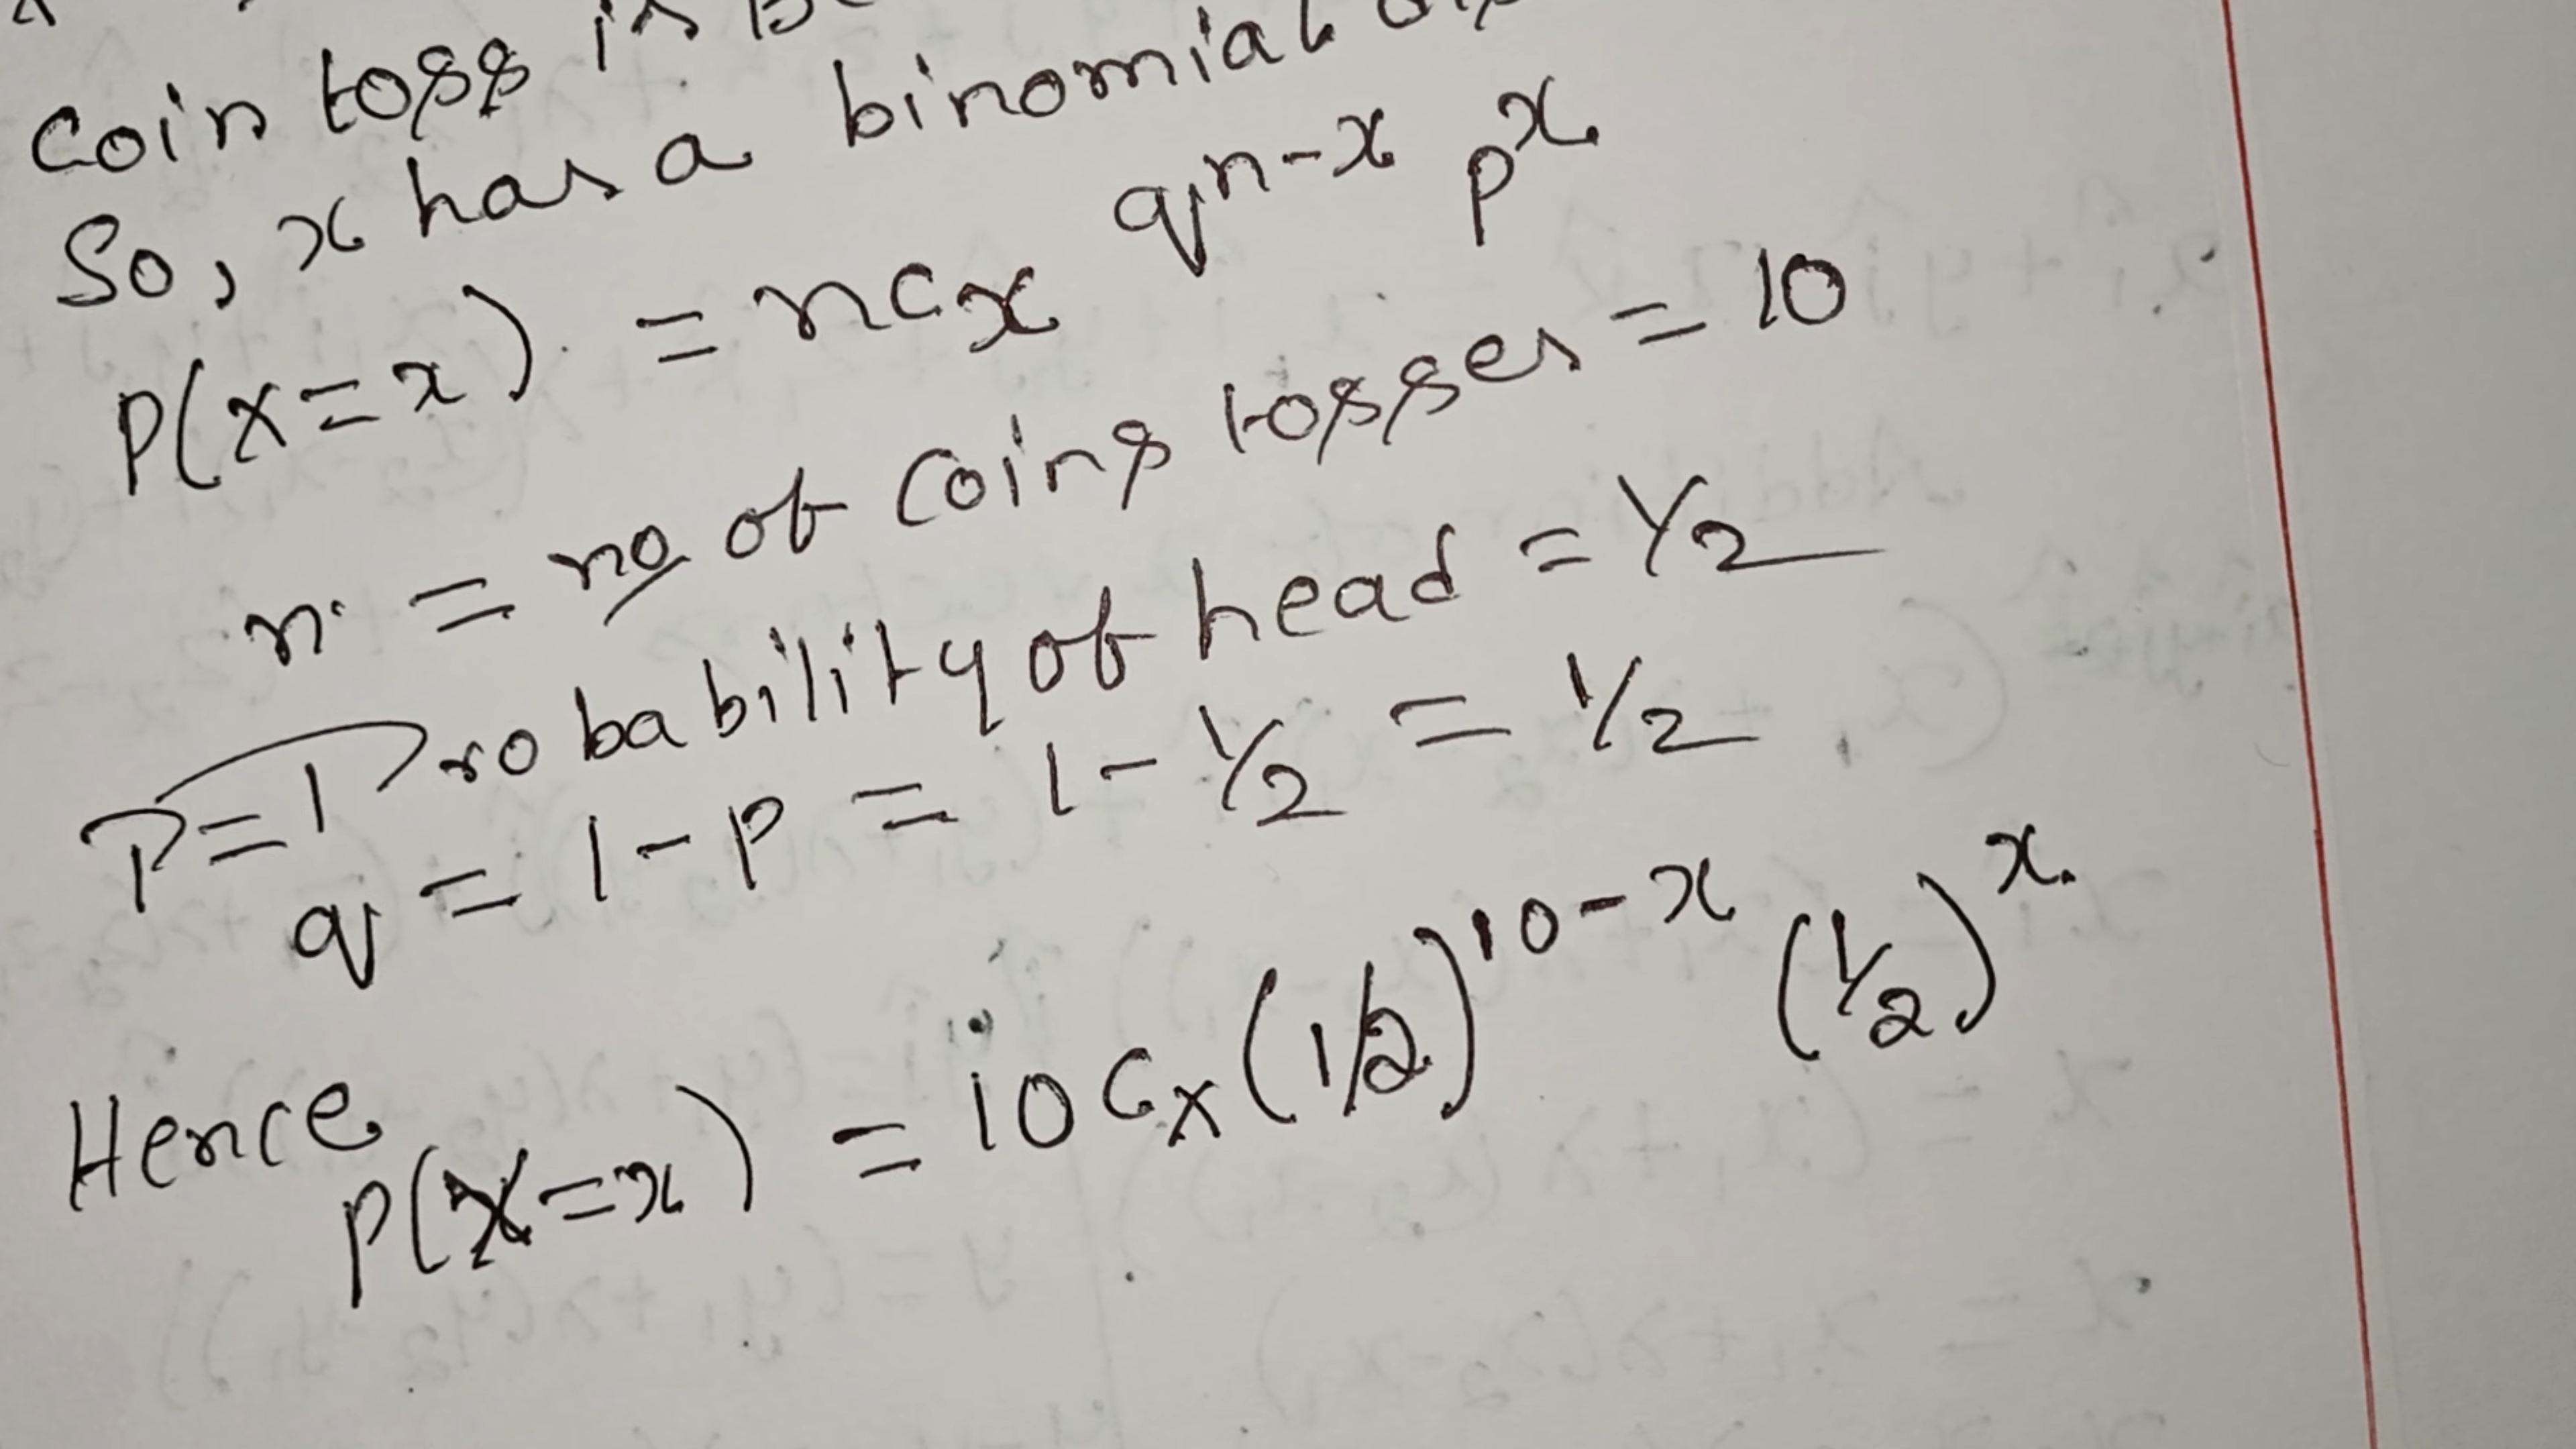 Coin toss is
So, x has a binomial
P(X=x) = nCx q^n-x p^x
n = no of coins tosses = 10
P = Probability of head = 1/2
q = 1-p = 1-1/2 = 1/2
Hence
P(X=x) = 10Cx (1/2)^10-x (1/2)^x